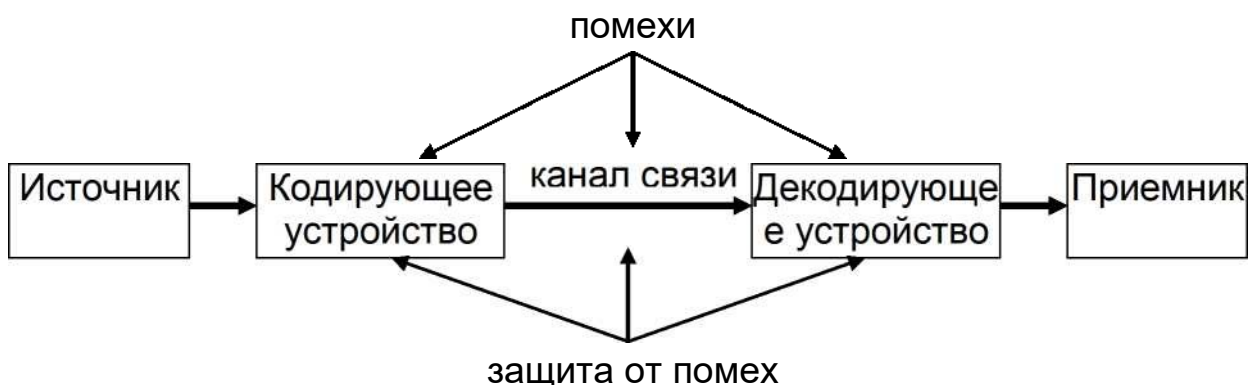 помехи
Источник
Кодирующее
устройство
канал связи
Декодирующе
е устройство
Приемник
защита от помех